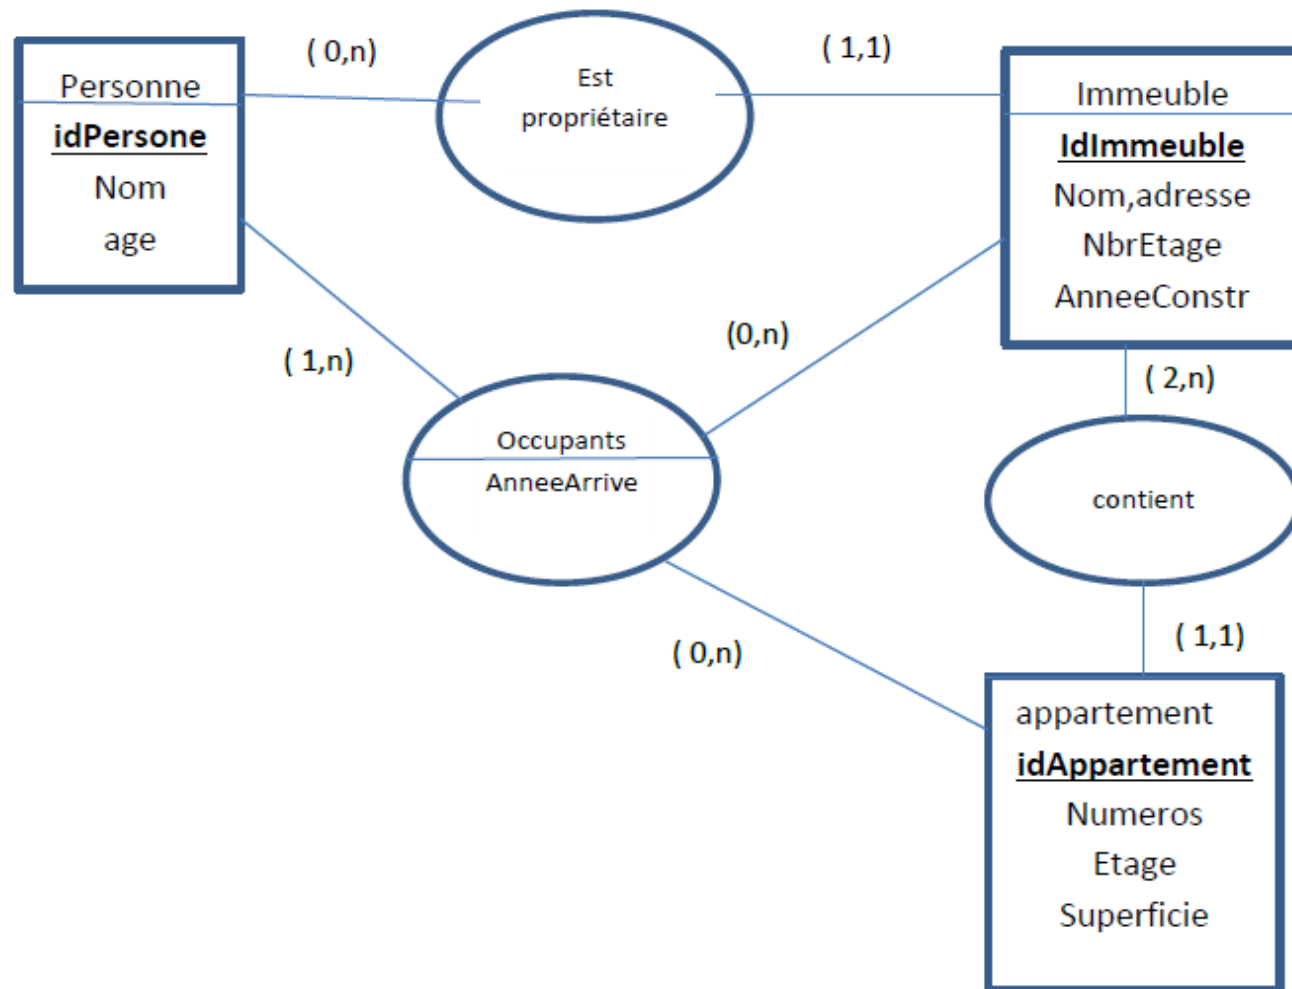 ( 0,n)
( 1,1)
Personne
idPersone
Nom
age
Est
propriétaire
Immeuble
IdImmeuble
Nom,adresse
NbrEtage
AnneeConstr
( 1,n)
(0,n)
( 2,n)
Occupants
AnneeArrive
contient
( 0,n)
( 1,1)
appartement
idAppartement
Numeros
Etage
Superficie